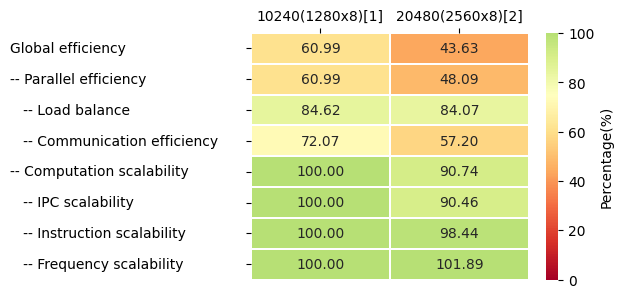 10240(1280x8)[1] 20480(2560x8)[2]
Global efficiency 60.99 43.63
-- Parallel efficiency 60.99 48.09
-- Load balance 84.62 84.07
-- Communication efficiency 72.07 57.20
-- Computation scalability 100.00 90.74
-- IPC scalability 100.00 90.46
-- Instruction scalability 100.00 98.44
-- Frequency scalability 100.00 101.89
100
80
60
40
20
0
Percentage(%)